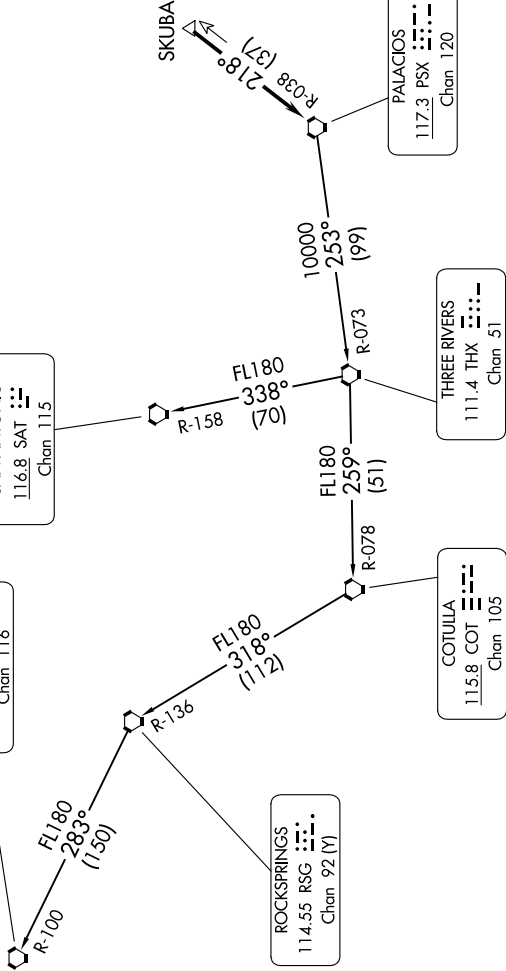 SKUBA
218°
(37)
R-038
PALACIOS
117.3 PSX
Chan 120
10000
253°
(99)
R-073
116.8 SAT
Chan 115
FL180
338°
(70)
R-158
THREE RIVERS
111.4 THX
Chan 51
FL180
259°
(51)
R-078
COTULLA
115.8 COT
Chan 105
FL180
318°
(112)
R-136
Chan 116
ROCKSPRINGS
114.55 RSG
Chan 92 (Y)
FL180
283°
(150)
R-100